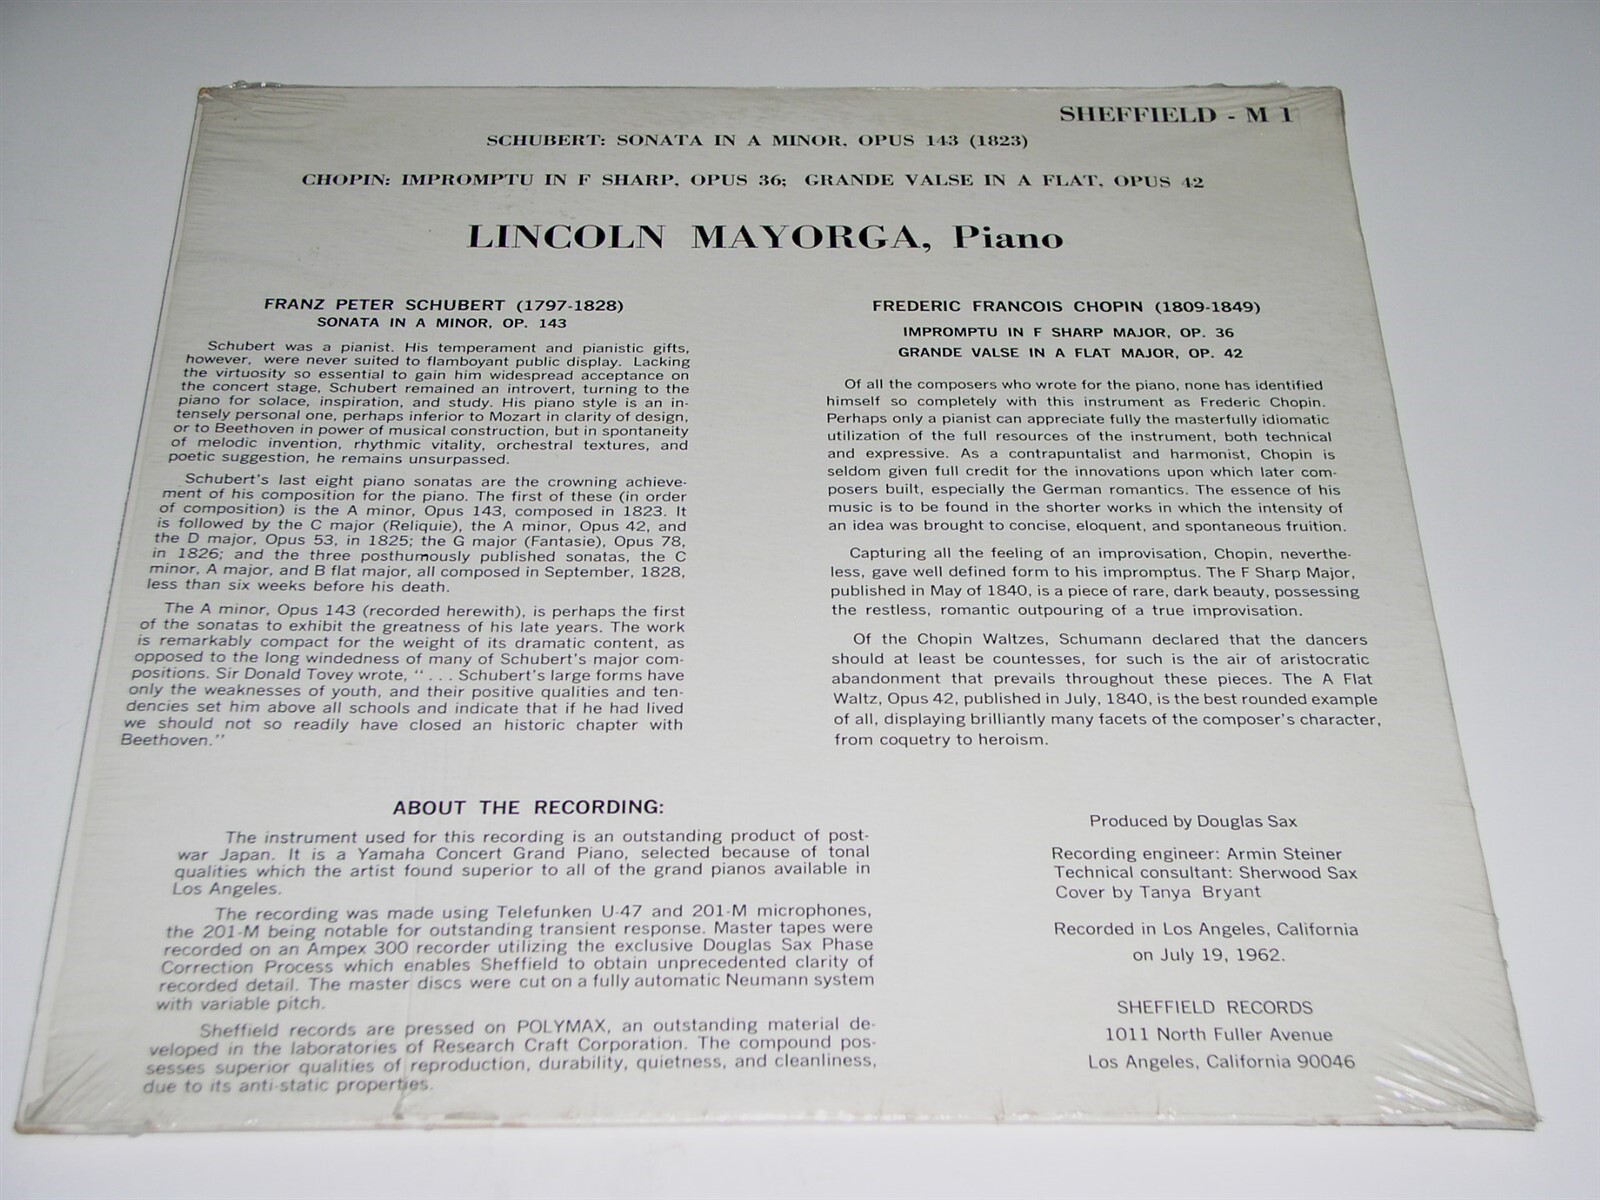 SHEFFIELD - M 1
SCHUBERT: SONATA IN A MINOR, OPUS 143 (1823)
CHOPIN: IMPROMPTU IN F SHARP, OPUS 36; GRANDE VALSE IN A FLAT, OPUS 42
LINCOLN MAYORGA, Piano
FRANZ PETER SCHUBERT (1797-1828)
SONATA IN A MINOR, OP. 143
Schubert was a pianist. His temperament and pianistic gifts,
however, were never suited to flamboyant public display. Lacking
the virtuosity so essential to gain him widespread acceptance on
the concert stage, Schubert remained an introvert, turning to the
piano for solace, inspiration, and study. His piano style is an in-
tensely personal one, perhaps inferior to Mozart in clarity of design,
or to Beethoven in power of musical construction, but in spontaneity
of melodic invention, rhythmic vitality, orchestral textures, and
poetic suggestion, he remains unsurpassed.
Schubert's last eight piano sonatas are the crowning achieve-
ment of his composition for the piano. The first of these (in order
of composition) is the A minor, Opus 143, composed in 1823. It
is followed by the C major (Reliquie), the A minor, Opus 42, and
the D major, Opus 53, in 1825; the G major (Fantasie), Opus 78,
in 1826; and the three posthumously published sonatas, the C
minor, A major, and B flat major, all composed in September, 1828,
less than six weeks before his death.
The A minor, Opus 143 (recorded herewith), is perhaps the first
of the sonatas to exhibit the greatness of his late years. The work
is remarkably compact for the weight of its dramatic content, as
opposed to the long windedness of many of Schubert's major com-
positions. Sir Donald Tovey wrote, ". . . Schubert's large forms have
only the weaknesses of youth, and their positive qualities and ten-
dencies set him above all schools and indicate that if he had lived
we should not so readily have closed an historic chapter with
Beethoven."
FREDERIC FRANCOIS CHOPIN (1809-1849)
IMPROMPTU IN F SHARP MAJOR, OP. 36
GRANDE VALSE IN A FLAT MAJOR, OP. 42
Of all the composers who wrote for the piano, none has identified
himself so completely with this instrument as Frederic Chopin.
Perhaps only a pianist can appreciate fully the masterfully idiomatic
utilization of the full resources of the instrument, both technical
and expressive. As a contrapuntalist and harmonist, Chopin is
seldom given full credit for the innovations upon which later com-
posers built, especially the German romantics. The essence of his
music is to be found in the shorter works in which the intensity of
an idea was brought to concise, eloquent, and spontaneous fruition.
Capturing all the feeling of an improvisation, Chopin, neverthe-
less, gave well defined form to his impromptus. The F Sharp Major,
published in May of 1840, is a piece of rare, dark beauty, possessing
the restless, romantic outpouring of a true improvisation.
Of the Chopin Waltzes, Schumann declared that the dancers
should at least be countesses, for such is the air of aristocratic
abandonment that prevails throughout these pieces. The A Flat
Waltz, Opus 42, published in July, 1840, is the best rounded example
of all, displaying brilliantly many facets of the composer's character,
from coquetry to heroism.
ABOUT THE RECORDING:
The instrument used for this recording is an outstanding product of post-
war Japan. It is a Yamaha Concert Grand Piano, selected because of tonal
qualities which the artist found superior to all of the grand pianos available in
Los Angeles.
The recording was made using Telefunken U-47 and 201-M microphones,
the 201-M being notable for outstanding transient response. Master tapes were
recorded on an Ampex 300 recorder utilizing the exclusive Douglas Sax Phase
Correction Process which enables Sheffield to obtain unprecedented clarity of
recorded detail. The master discs were cut on a fully automatic Neumann system
with variable pitch.
Sheffield records are pressed on POLYMAX, an outstanding material de-
veloped in the laboratories of Research Craft Corporation. The compound pos-
sesses superior qualities of reproduction, durability, quietness, and cleanliness,
due to its anti-static properties.
Produced by Douglas Sax
Recording engineer: Armin Steiner
Technical consultant: Sherwood Sax
Cover by Tanya Bryant
Recorded in Los Angeles, California
on July 19, 1962.
SHEFFIELD RECORDS
1011 North Fuller Avenue
Los Angeles, California 90046